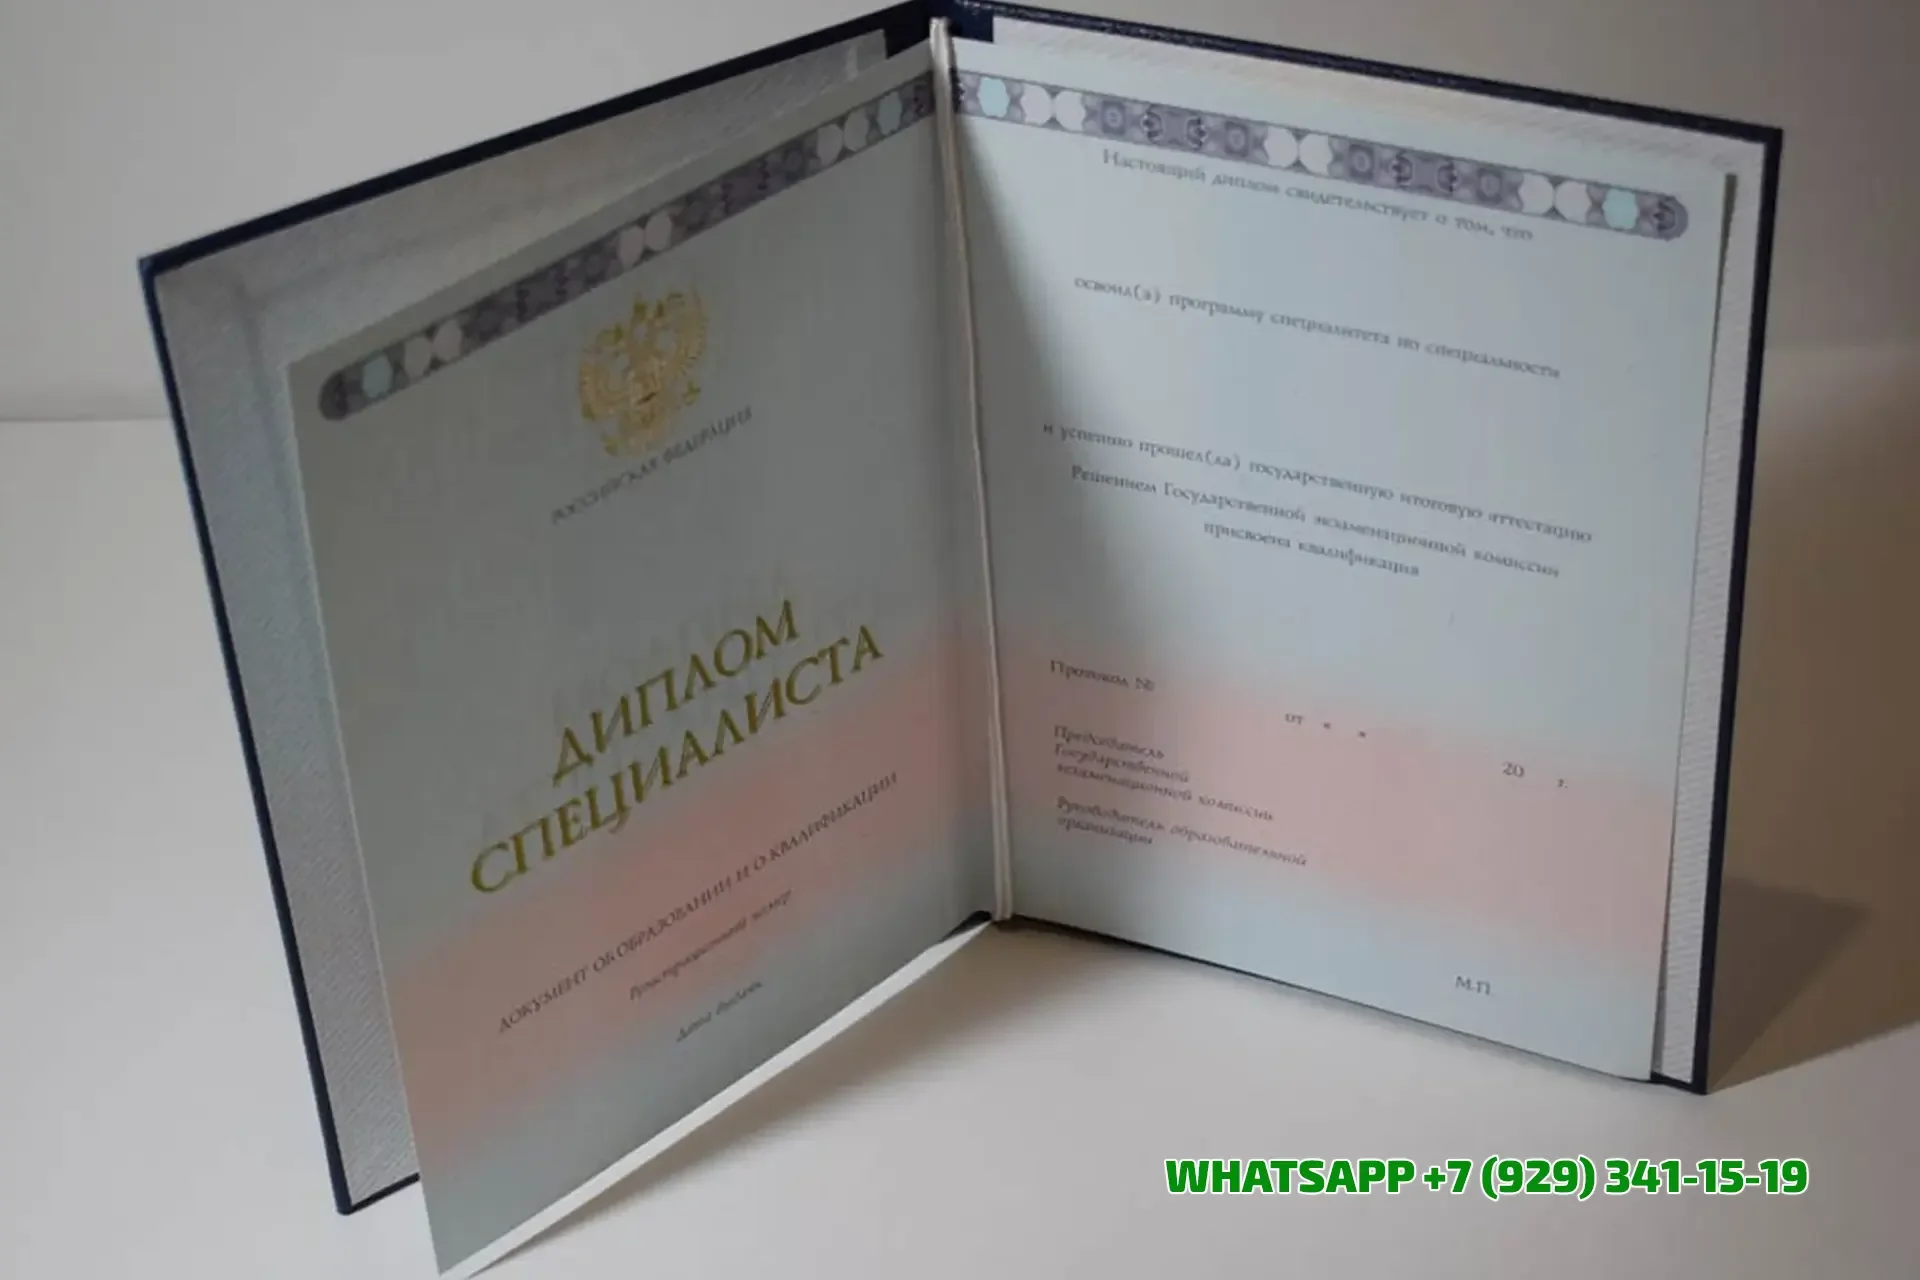 РОССИЙСКАЯ ФЕДЕРАЦИЯ
ДИПЛОМ
СПЕЦИАЛИСТА
ДОКУМЕНТ ОБ ОБРАЗОВАНИИ И О КВАЛИФИКАЦИИ
Регистрационный номер
Дата выдачи
Настоящий диплом свидетельствует о том, что
освоил(а) программу специалитета по специальности
и успешно прошел(ла) государственную итоговую аттестацию
Решением Государственной экзаменационной комиссии
присвоена квалификация
Протокол №
от « » 20 г.
Председатель
Государственной
экзаменационной комиссии
Руководитель образовательной
организации
М.П.
WHATSAPP +7 (929) 341-15-19